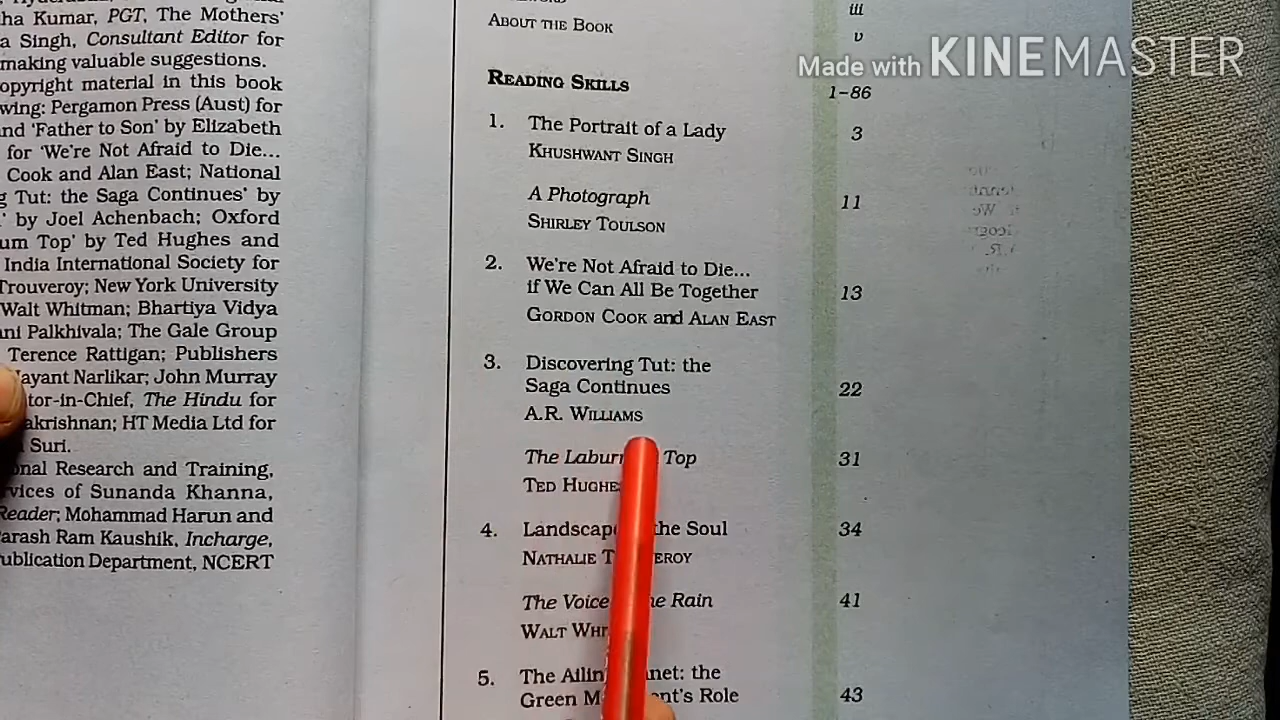 ha Kumar, PGT, The Mothers'
a Singh, Consultant Editor for
making valuable suggestions.
opyright material in this book
wing: Pergamon Press (Aust) for
nd 'Father to Son' by Elizabeth
for 'We're Not Afraid to Die...
Cook and Alan East; National
g Tut: the Saga Continues' by
' by Joel Achenbach; Oxford
um Top' by Ted Hughes and
India International Society for
Trouveroy; New York University
Walt Whitman; Bhartiya Vidya
ani Palkhivala; The Gale Group
Terence Rattigan; Publishers
Jayant Narlikar; John Murray
tor-in-Chief, The Hindu for
akrishnan; HT Media Ltd for
Suri.
onal Research and Training,
rvices of Sunanda Khanna,
Reader; Mohammad Harun and
arash Ram Kaushik, Incharge,
ublication Department, NCERT
iii
ABOUT THE BOOK v
READING SKILLS 1-86
1. The Portrait of a Lady 3
KHUSHWANT SINGH
A Photograph 11
SHIRLEY TOULSON
2. We're Not Afraid to Die...
if We Can All Be Together 13
GORDON COOK and ALAN EAST
3. Discovering Tut: the
Saga Continues 22
A.R. WILLIAMS
The Labur Top 31
TED HUGHE
4. Landscap the Soul 34
NATHALIE T EROY
The Voice he Rain 41
WALT WHI
5. The Ailin net: the
Green M nt's Role 43
Made with KINEMASTER